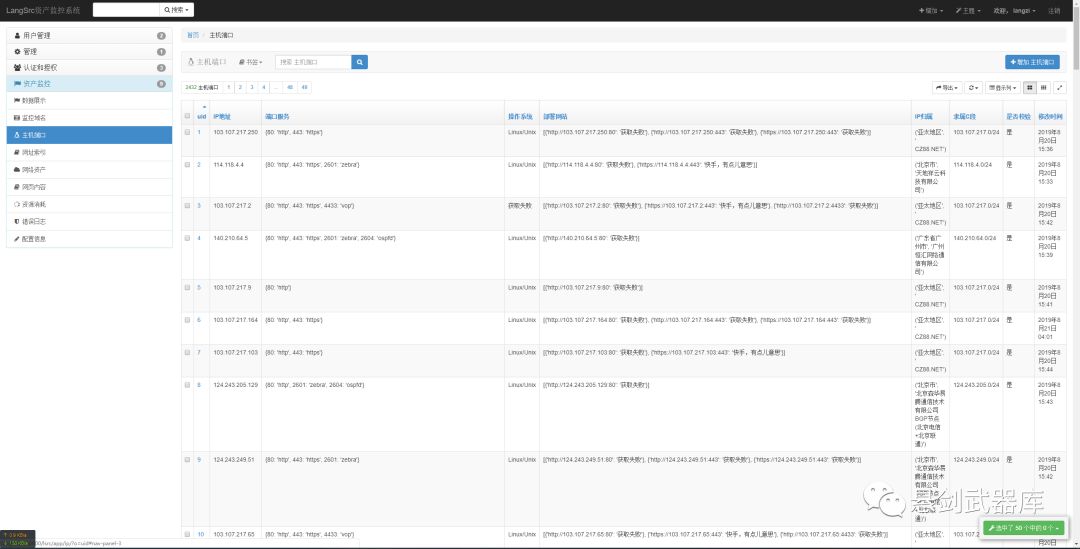 LangSrc资产监控系统 搜索 增加 主题 欢迎, langzi 注销
用户管理 2
管理 1
认证和授权 3
资产监控 9
数据展示
监控域名
主机端口
网址索引
网络资产
网页内容
资源消耗
错误日志
配置信息
首页 / 主机端口
主机端口 书签 搜索 主机端口 增加 主机端口
2432 主机端口 1 2 3 4 ... 48 49 导出 显示列
uid IP地址 端口服务 操作系统 部署网站 IP归属 隶属C段 是否校验 修改时间
1 103.107.217.250 {80: 'http', 443: 'https'} Linux/Unix [{'http://103.107.217.250:80': '获取失败'}, {'http://103.107.217.250:443': '获取失败'}, {'https://103.107.217.250:443': '获取失败'}] ('亚太地区', ' CZ88.NET') 103.107.217.0/24 是 2019年8月20日 15:36
2 114.118.4.4 {80: 'http', 443: 'https', 2601: 'zebra'} Linux/Unix [{'http://114.118.4.4:80': '获取失败'}, {'https://114.118.4.4:443': '快手，有点儿意思'}] ('北京市', '天地祥云科技有限公司') 114.118.4.0/24 是 2019年8月20日 15:33
3 103.107.217.2 {80: 'http', 443: 'https', 4433: 'vop'} 获取失败 [{'http://103.107.217.2:80': '获取失败'}, {'https://103.107.217.2:443': '快手，有点儿意思'}, {'http://103.107.217.2:4433': '获取失败'}] ('亚太地区', ' CZ88.NET') 103.107.217.0/24 是 2019年8月20日 15:42
4 140.210.64.5 {80: 'http', 443: 'https', 2601: 'zebra', 2604: 'ospfd'} Linux/Unix [{'http://140.210.64.5:80': '获取失败'}] ('广东省广州市', '广州恒汇网络通信有限公司') 140.210.64.0/24 是 2019年8月20日 15:39
5 103.107.217.9 {80: 'http'} Linux/Unix [{'http://103.107.217.9:80': '获取失败'}] ('亚太地区', ' CZ88.NET') 103.107.217.0/24 是 2019年8月20日 15:41
6 103.107.217.164 {80: 'http', 443: 'https'} Linux/Unix [{'http://103.107.217.164:80': '获取失败'}, {'http://103.107.217.164:443': '获取失败'}, {'https://103.107.217.164:443': '获取失败'}] ('亚太地区', ' CZ88.NET') 103.107.217.0/24 是 2019年8月21日 04:01
7 103.107.217.103 {80: 'http', 443: 'https'} Linux/Unix [{'http://103.107.217.103:80': '获取失败'}, {'https://103.107.217.103:443': '快手，有点儿意思'}] ('亚太地区', ' CZ88.NET') 103.107.217.0/24 是 2019年8月20日 15:44
8 124.243.205.129 {80: 'http', 2601: 'zebra', 2604: 'ospfd'} Linux/Unix [{'http://124.243.205.129:80': '获取失败'}] ('北京市', '北京森华易腾通信技术有限公司BGP节点(北京电信+北京联通)') 124.243.205.0/24 是 2019年8月20日 15:43
9 124.243.249.51 {80: 'http', 443: 'https', 2601: 'zebra'} Linux/Unix [{'http://124.243.249.51:80': '获取失败'}, {'http://124.243.249.51:443': '获取失败'}, {'https://124.243.249.51:443': '获取失败'}] ('北京市', '北京森华易腾通信技术有限公司 124.243.249.0/24 是 2019年8月20日 15:42
10 103.107.217.65 {80: 'http', 443: 'https', 4433: 'vop'} Linux/Unix [{'http://103.107.217.65:80': '获取失败'}, {'https://103.107.217.65:443': '快手，有点儿意思'}, {'http://103.107.217.65:4433': '获取失败'}] ('亚太地区', 103.107.217.0/24 是 2019年8
选中了 50 个中的 0 个
剑武器库